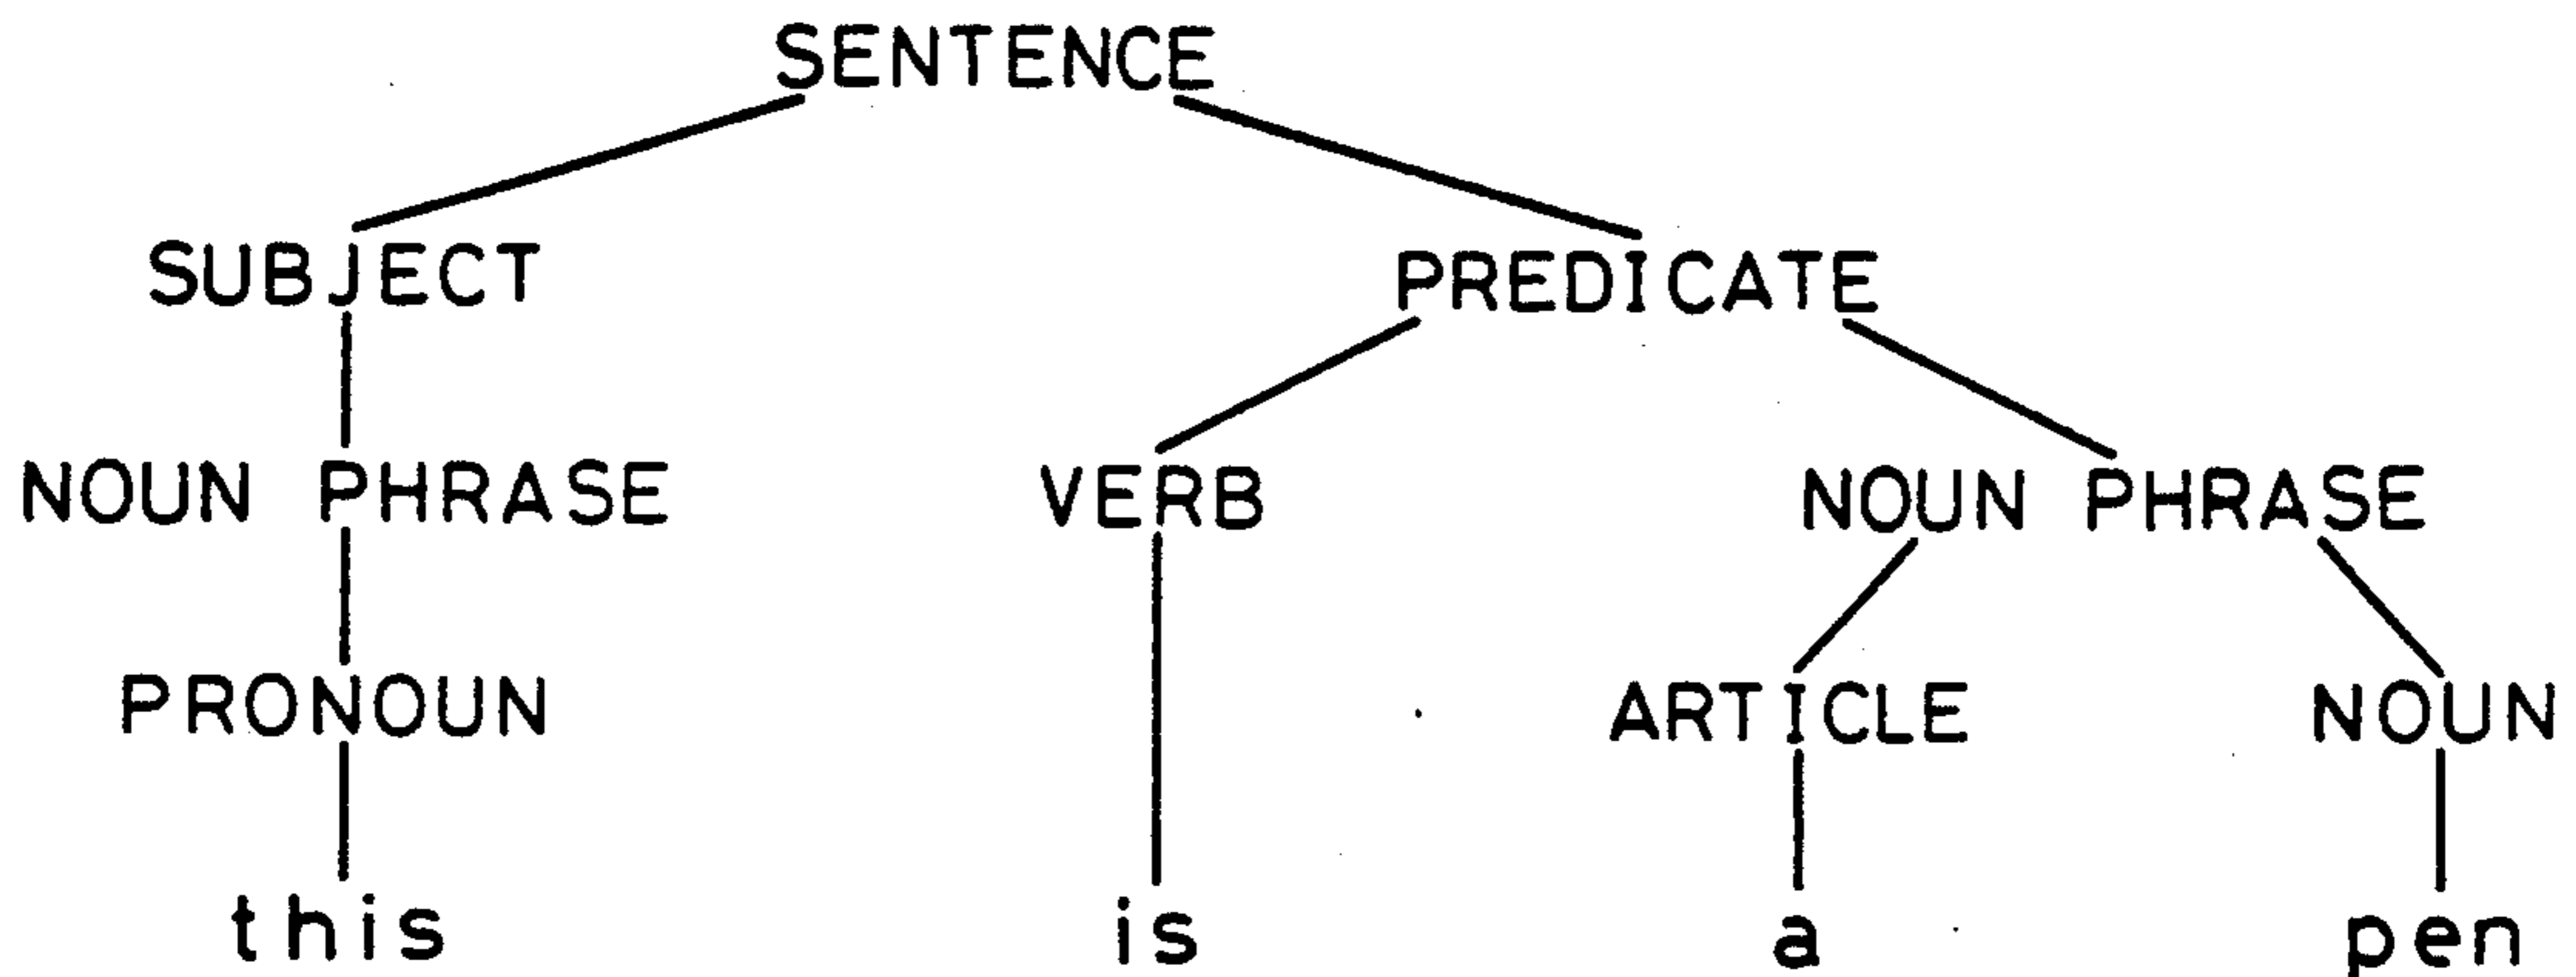 SENTENCE
SUBJECT PREDICATE
NOUN PHRASE VERB NOUN PHRASE
PRONOUN ARTICLE NOUN
this is a pen